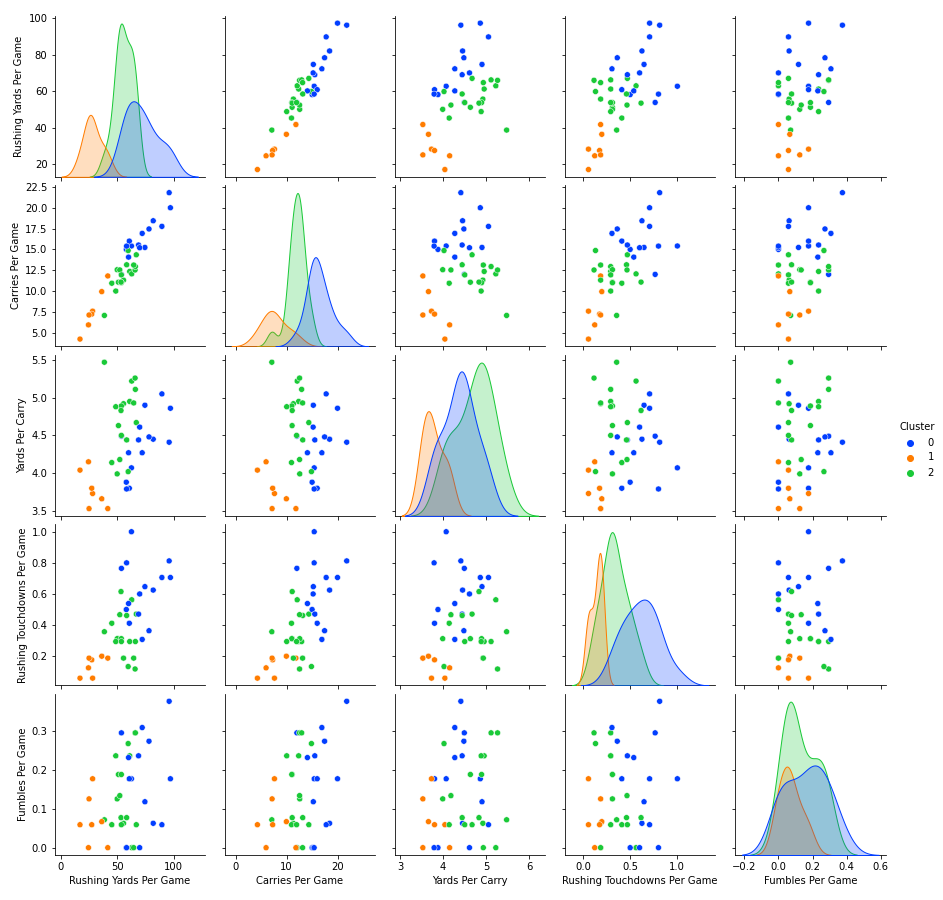 Rushing Yards Per Game
100
80
60
40
20
Carries Per Game
22.5
20.0
17.5
15.0
12.5
10.0
7.5
5.0
Yards Per Carry
5.5
5.0
4.5
4.0
3.5
Cluster
0
1
2
Rushing Touchdowns Per Game
1.0
0.8
0.6
0.4
0.2
Fumbles Per Game
0.3
0.2
0.1
0.0
0 50 100
0 10 20
3 4 5 6
0.0 0.5 1.0
−0.2 0.0 0.2 0.4 0.6
Rushing Yards Per Game
Carries Per Game
Yards Per Carry
Rushing Touchdowns Per Game
Fumbles Per Game